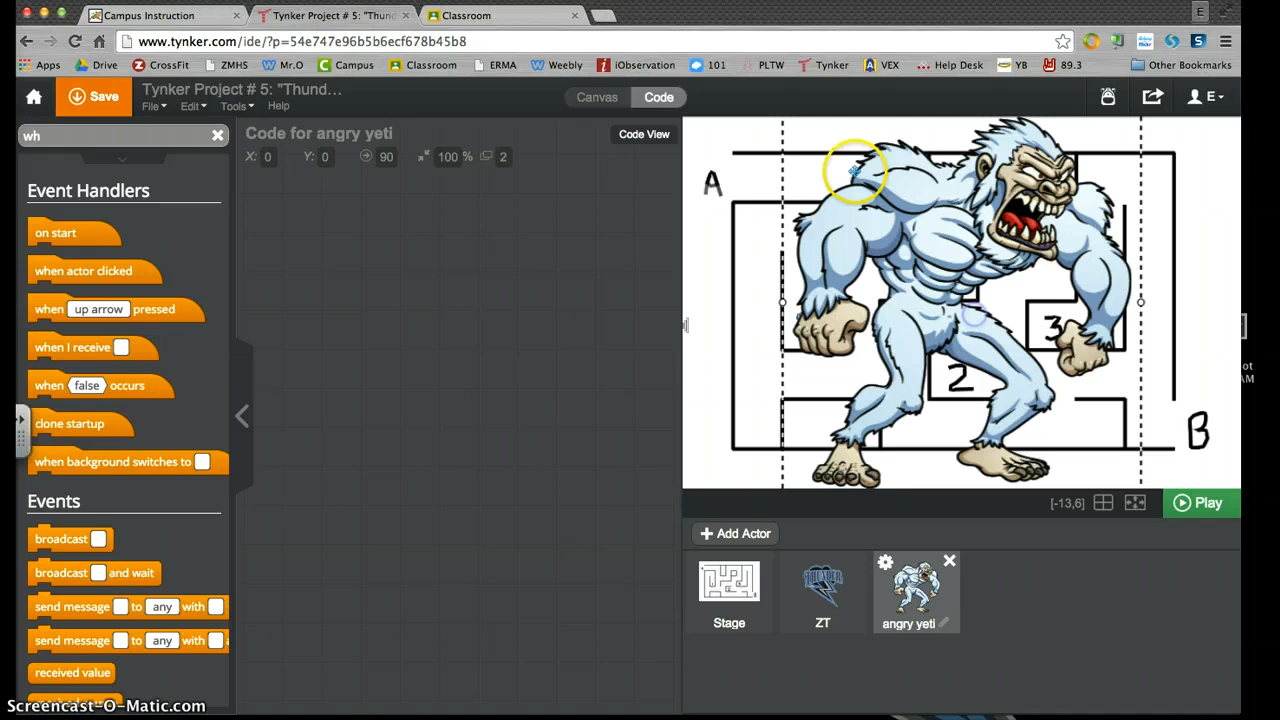 Campus Instruction
Tynker Project # 5: "Thund
Classroom
E
www.tynker.com/ide/?p=54e747e96b5b6ecf678b45b8
Apps
Drive
CrossFit
ZMHS
Mr.O
Campus
Classroom
ERMA
Weebly
iObservation
101
PLTW
Tynker
VEX
Help Desk
YB
89.3
Other Bookmarks
Save
Tynker Project # 5: "Thund...
File
Edit
Tools
Help
Canvas
Code
E
wh
Code for angry yeti
Code View
X: 0 Y: 0 90 100 % 2
Event Handlers
on start
when actor clicked
when up arrow pressed
when I receive
when false occurs
clone startup
when background switches to
Events
broadcast
broadcast and wait
send message to any with
send message to any with
received value
A
3
2
B
[-13,6]
Play
+ Add Actor
Stage
THUNDER
ZT
angry yeti
ot
AM
Screencast-O-Matic.com